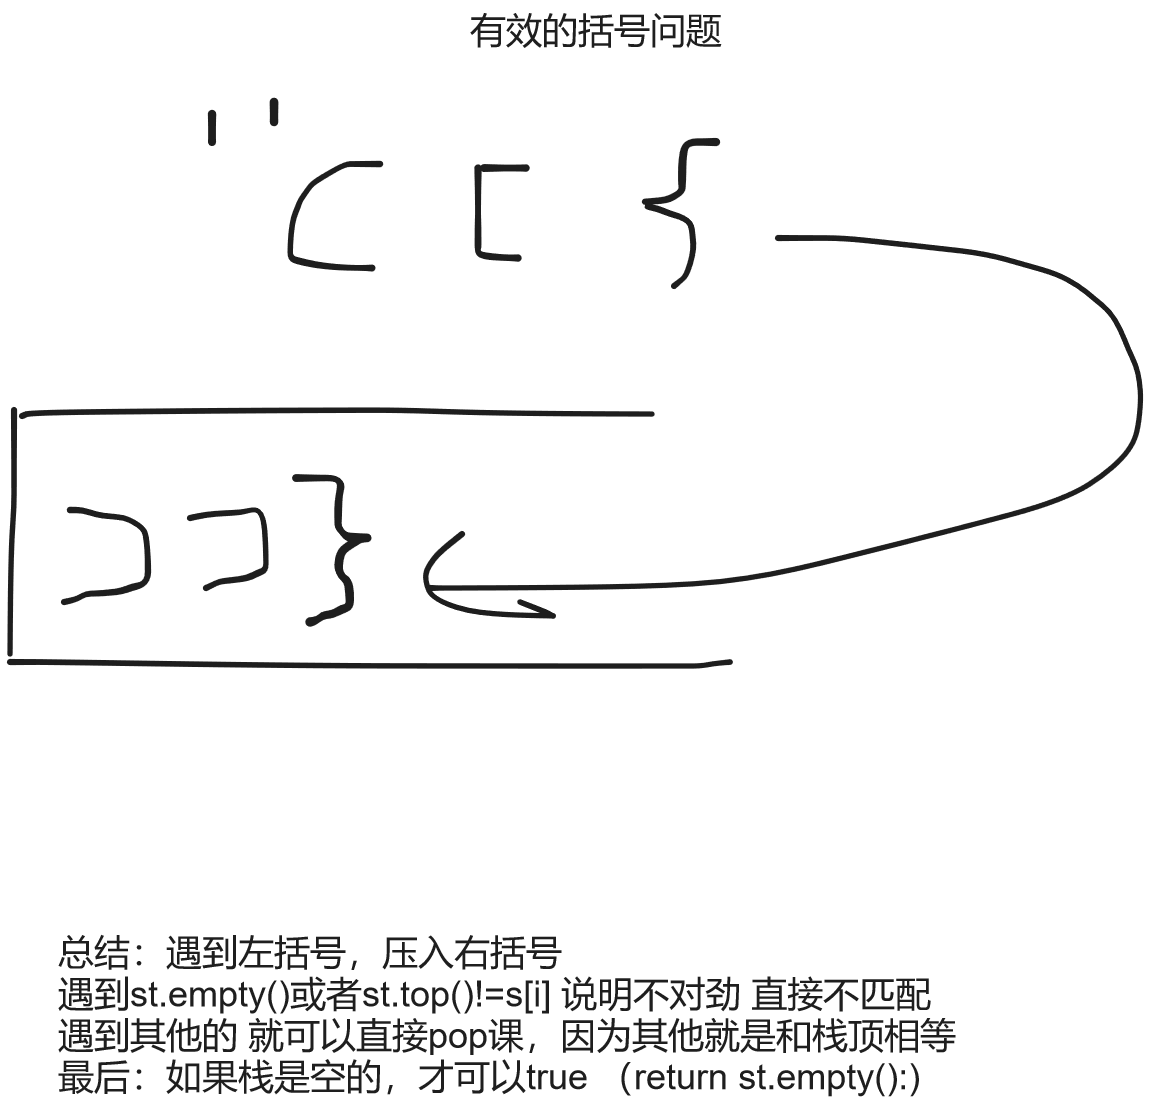 有效的括号问题
( [ {
) ] }
总结：遇到左括号，压入右括号
遇到st.empty()或者st.top()!=s[i] 说明不对劲 直接不匹配
遇到其他的 就可以直接pop课，因为其他就是和栈顶相等
最后：如果栈是空的，才可以true （return st.empty():）